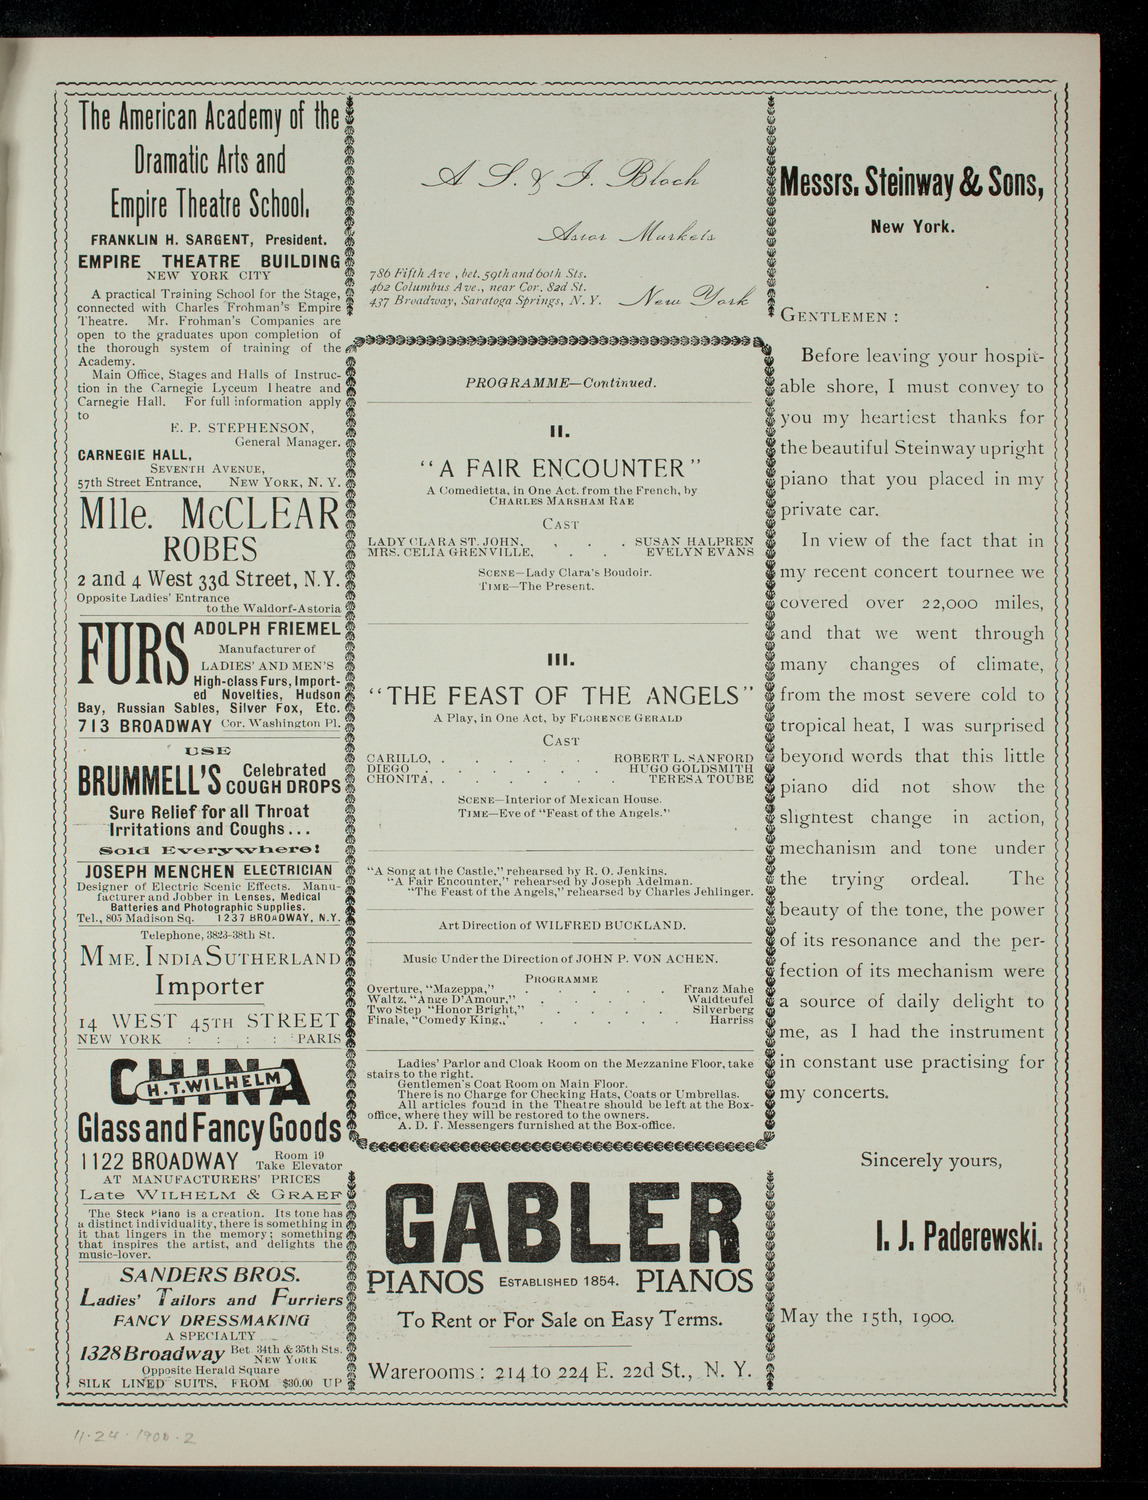 The American Academy of the
Dramatic Arts and
Empire Theatre School.
FRANKLIN H. SARGENT, President.
EMPIRE THEATRE BUILDING
NEW YORK CITY
A practical Training School for the Stage,
connected with Charles Frohman's Empire
Theatre. Mr. Frohman's Companies are
open to the graduates upon completion of
the thorough system of training of the
Academy.
Main Office, Stages and Halls of Instruc-
tion in the Carnegie Lyceum Theatre and
Carnegie Hall. For full information apply
to
E. P. STEPHENSON,
General Manager.
CARNEGIE HALL,
SEVENTH AVENUE,
57th Street Entrance, NEW YORK, N. Y.
Mlle. McCLEAR
ROBES
2 and 4 West 33d Street, N.Y.
Opposite Ladies' Entrance
to the Waldorf-Astoria
FURS ADOLPH FRIEMEL
Manufacturer of
LADIES' AND MEN'S
High-class Furs, Import-
ed Novelties, Hudson
Bay, Russian Sables, Silver Fox, Etc.
713 BROADWAY Cor. Washington Pl.
USE
BRUMMELL'S Celebrated
COUGH DROPS
Sure Relief for all Throat
Irritations and Coughs...
Sold Everywhere!
JOSEPH MENCHEN ELECTRICIAN
Designer of Electric Scenic Effects. Manu-
facturer and Jobber in Lenses, Medical
Batteries and Photographic Supplies.
Tel., 805 Madison Sq. 1237 BROADWAY, N.Y.
Telephone, 3823-38th St.
MME. INDIA SUTHERLAND
Importer
14 WEST 45TH STREET
NEW YORK : : : : PARIS
CHINA
H.T.WILHELM
Glass and Fancy Goods
1122 BROADWAY Room 19
Take Elevator
AT MANUFACTURERS' PRICES
Late WILHELM & GRAEF
The Steck Piano is a creation. Its tone has
a distinct individuality, there is something in
it that lingers in the memory; something
that inspires the artist, and delights the
music-lover.
SANDERS BROS.
Ladies' Tailors and Furriers
FANCY DRESSMAKING
A SPECIALTY
1328 Broadway Bet. 34th & 35th Sts.
NEW YORK
Opposite Herald Square
SILK LINED SUITS, FROM $30.00 UP
A S. & J. Bloch
Astor Markets
786 Fifth Ave, bet. 59th and 60th Sts.
462 Columbus Ave., near Cor. 82d St.
437 Broadway, Saratoga Springs, N. Y. New York
PROGRAMME—Continued.
II.
"A FAIR ENCOUNTER"
A Comedietta, in One Act, from the French, by
CHARLES MARSHAM RAE
CAST
LADY CLARA ST. JOHN, . . . SUSAN HALPREN
MRS. CELIA GRENVILLE, . . EVELYN EVANS
SCENE—Lady Clara's Boudoir.
TIME—The Present.
III.
"THE FEAST OF THE ANGELS"
A Play, in One Act, by FLORENCE GERALD
CAST
CARILLO, . . . . . ROBERT L. SANFORD
DIEGO . . . . . . . HUGO GOLDSMITH
CHONITA, . . . . . . TERESA TOUBE
SCENE—Interior of Mexican House.
TIME—Eve of "Feast of the Angels."
"A Song at the Castle," rehearsed by R. O. Jenkins.
"A Fair Encounter," rehearsed by Joseph Adelman.
"The Feast of the Angels," rehearsed by Charles Jehlinger.
Art Direction of WILFRED BUCKLAND.
Music Under the Direction of JOHN P. VON ACHEN.
PROGRAMME
Overture, "Mazeppa," . . . . . Franz Mahe
Waltz, "Ange D'Amour," . . . . . Waldteufel
Two Step "Honor Bright," . . . . Silverberg
Finale, "Comedy King,,' . . . . . Harriss
Ladies' Parlor and Cloak Room on the Mezzanine Floor, take
stairs to the right.
Gentlemen's Coat Room on Main Floor.
There is no Charge for Checking Hats, Coats or Umbrellas.
All articles found in the Theatre should be left at the Box-
office, where they will be restored to the owners.
A. D. T. Messengers furnished at the Box-office.
GABLER
PIANOS ESTABLISHED 1854. PIANOS
To Rent or For Sale on Easy Terms.
Warerooms: 214 to 224 E. 22d St., N. Y.
Messrs. Steinway & Sons,
New York.
GENTLEMEN:
Before leaving your hospit-
able shore, I must convey to
you my heartiest thanks for
the beautiful Steinway upright
piano that you placed in my
private car.
In view of the fact that in
my recent concert tournee we
covered over 22,000 miles,
and that we went through
many changes of climate,
from the most severe cold to
tropical heat, I was surprised
beyond words that this little
piano did not show the
slightest change in action,
mechanism and tone under
the trying ordeal. The
beauty of the tone, the power
of its resonance and the per-
fection of its mechanism were
a source of daily delight to
me, as I had the instrument
in constant use practising for
my concerts.
Sincerely yours,
I. J. Paderewski.
May the 15th, 1900.
11·24·1900·2